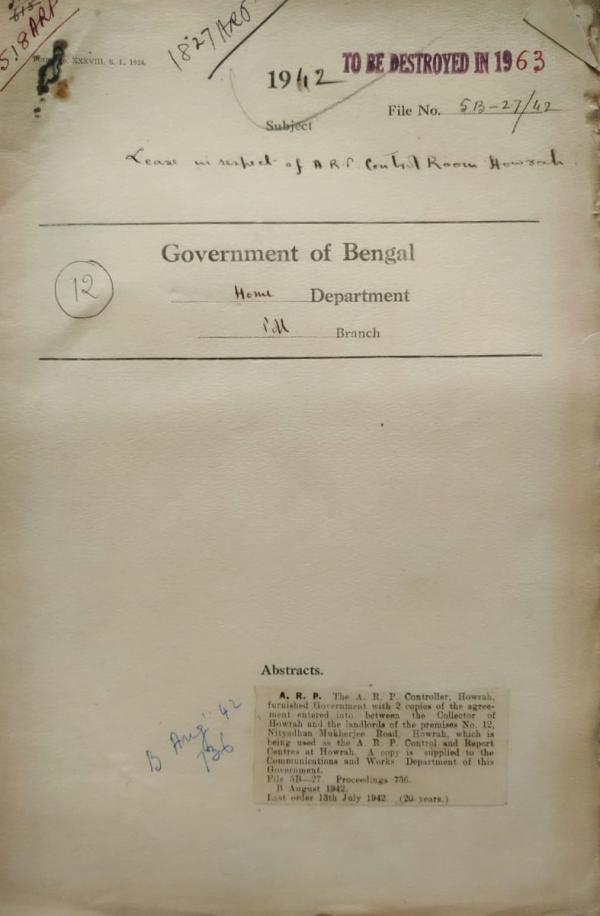 518 ARP
1827 ARP
XXXVIII, S. I., 1924.
TO BE DESTROYED IN 1963
1942
File No. 5B-27/42
Subject
Lease in respect of A.R.P. Control Room Howrah.
Government of Bengal
12
Home Department
Branch
Abstracts.
A. R. P. The A. R. P. Controller, Howrah,
furnished Government with 2 copies of the agree-
ment entered into between the Collector of
Howrah and the landlords of the premises No. 12,
Nityadhan Mukherjee Road, Howrah, which is
being used as the A. R. P. Control and Report
Centres at Howrah. A copy is supplied to the
Communications and Works Department of this
Government.
File 5B—27. Proceedings 736.
B August 1942.
Last order 13th July 1942. (20 years.)
B Aug' 42
736